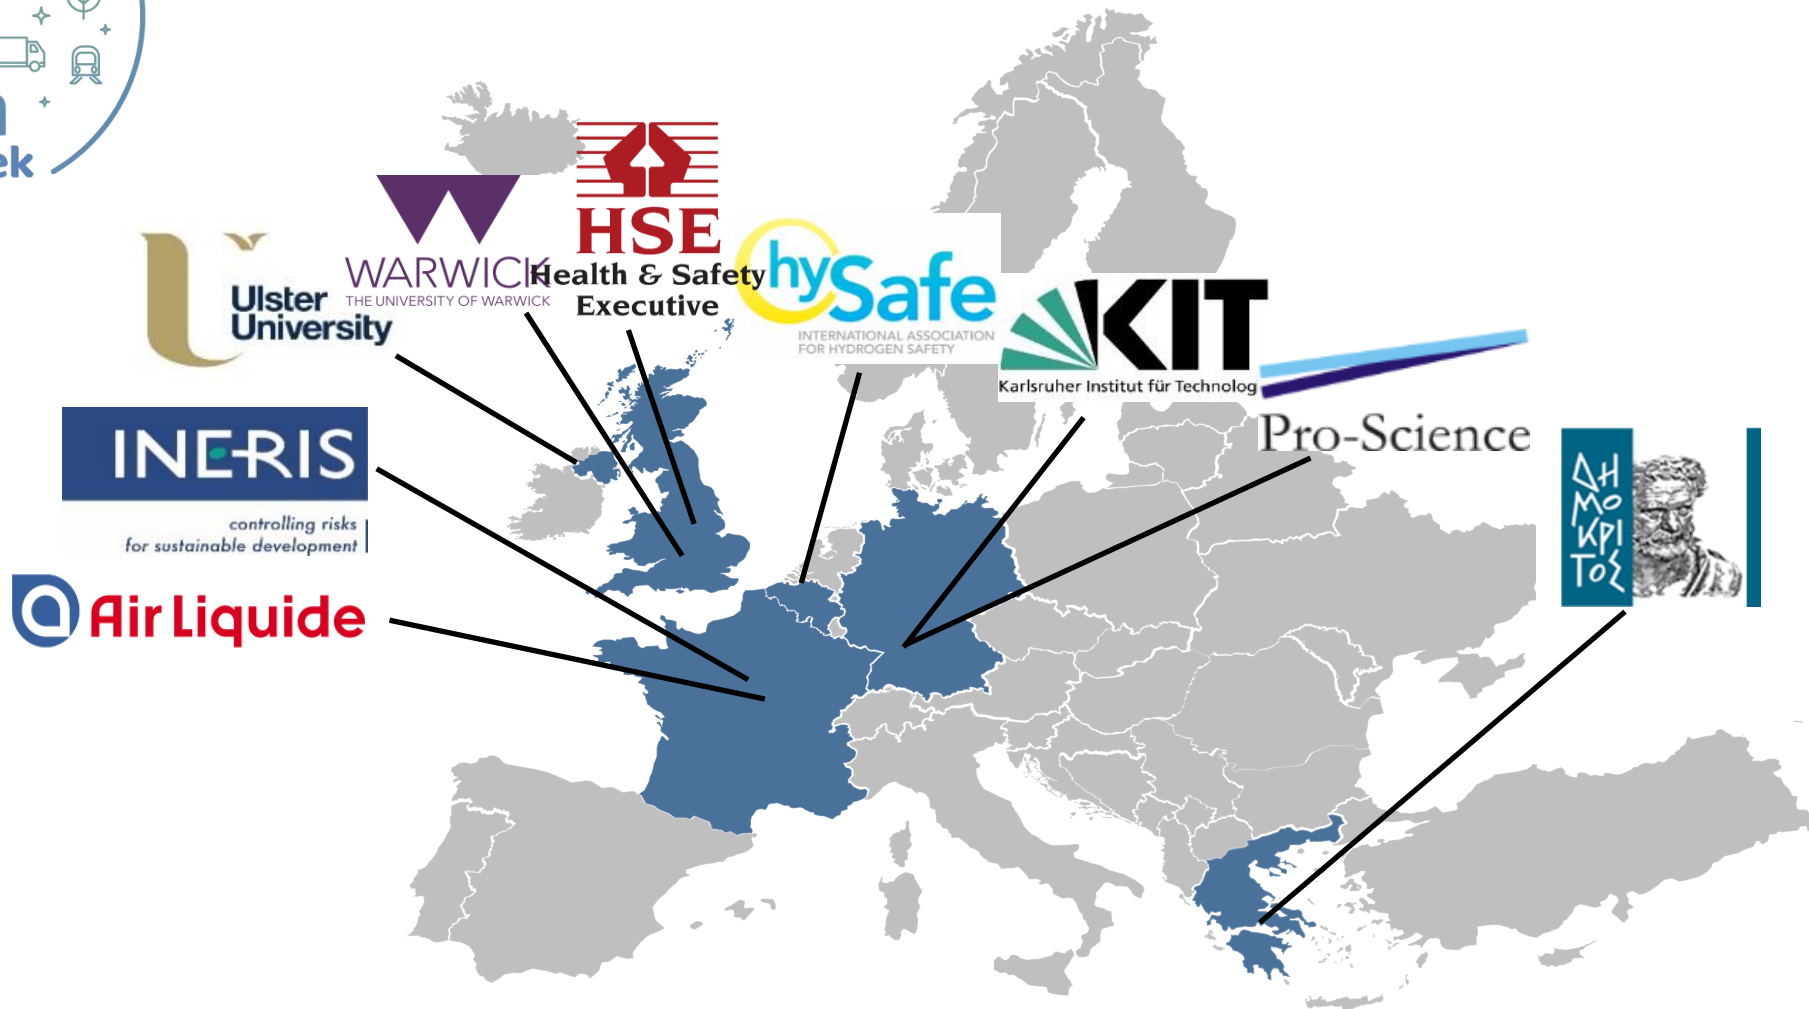 ek
WARWICK
THE UNIVERSITY OF WARWICK
HSE
Health & Safety
Executive
Ulster
University
hySafe
INTERNATIONAL ASSOCIATION
FOR HYDROGEN SAFETY
KIT
Karlsruher Institut für Technolog
Pro-Science
INERIS
controlling risks
for sustainable development
Air Liquide
ΔΗ
ΜΟ
ΚΡΙ
ΤΟΣ